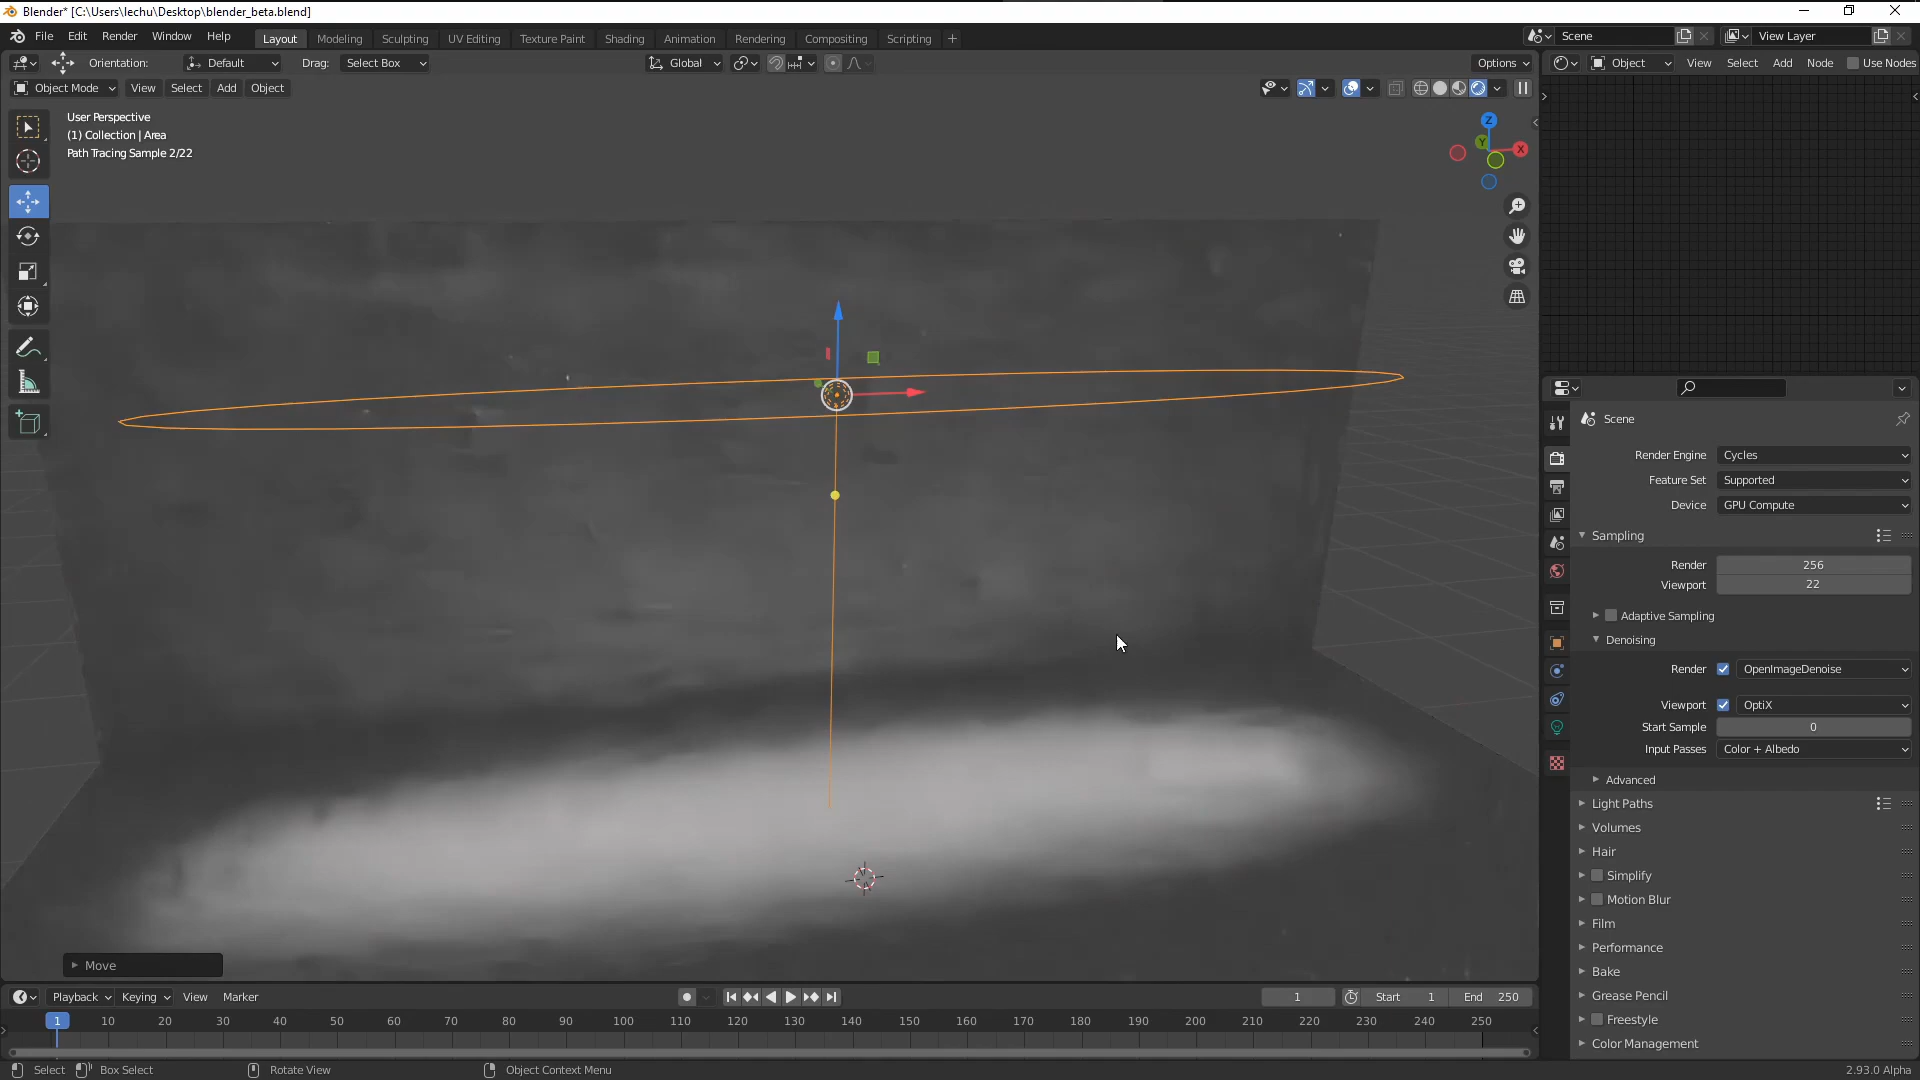 Blender* [C:\Users\lechu\Desktop\blender_beta.blend]
File Edit Render Window Help
Layout Modeling Sculpting UV Editing Texture Paint Shading Animation Rendering Compositing Scripting +
Scene
View Layer
Orientation: Default Drag: Select Box
Global
Options
Object View Select Add Node Use Nodes
Object Mode View Select Add Object
User Perspective
(1) Collection | Area
Path Tracing Sample 2/22
Z
Y
X
Scene
Render Engine Cycles
Feature Set Supported
Device GPU Compute
Sampling
Render 256
Viewport 22
Adaptive Sampling
Denoising
Render OpenImageDenoise
Viewport OptiX
Start Sample 0
Input Passes Color + Albedo
Advanced
Light Paths
Volumes
Hair
Simplify
Motion Blur
Film
Performance
Bake
Grease Pencil
Freestyle
Color Management
Move
Playback Keying View Marker
1 Start 1 End 250
1 10 20 30 40 50 60 70 80 90 100 110 120 130 140 150 160 170 180 190 200 210 220 230 240 250
Select Box Select Rotate View Object Context Menu
2.93.0 Alpha